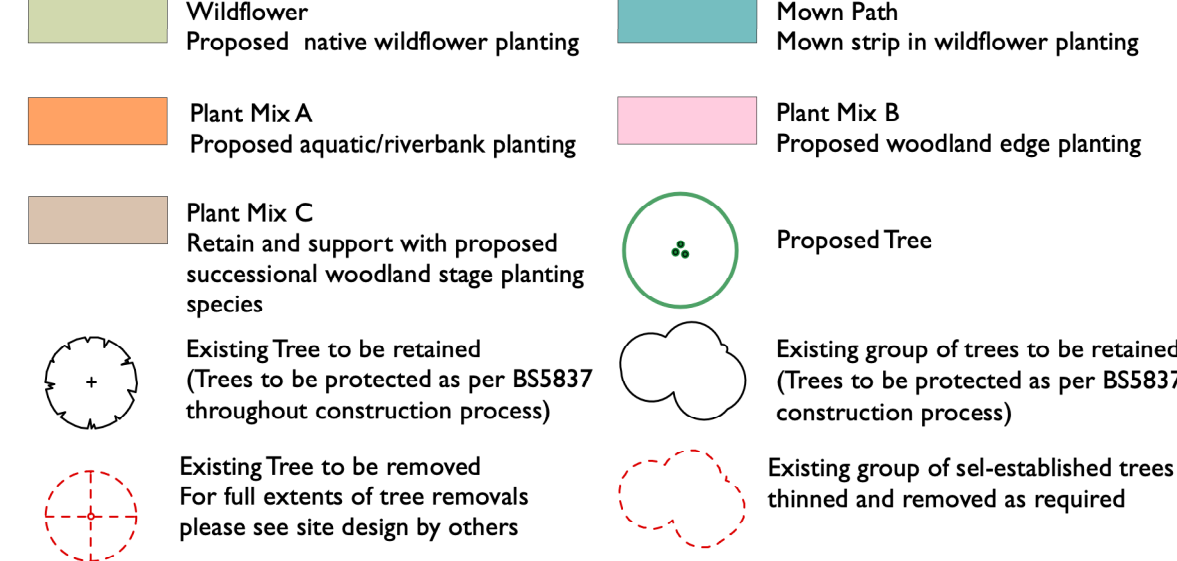 Wildflower
Proposed native wildflower planting
Mown Path
Mown strip in wildflower planting
Plant Mix A
Proposed aquatic/riverbank planting
Plant Mix B
Proposed woodland edge planting
Plant Mix C
Retain and support with proposed
successional woodland stage planting
species
Proposed Tree
Existing Tree to be retained
(Trees to be protected as per BS5837
throughout construction process)
Existing group of trees to be retained
(Trees to be protected as per BS5837
construction process)
Existing Tree to be removed
For full extents of tree removals
please see site design by others
Existing group of sel-established trees
thinned and removed as required